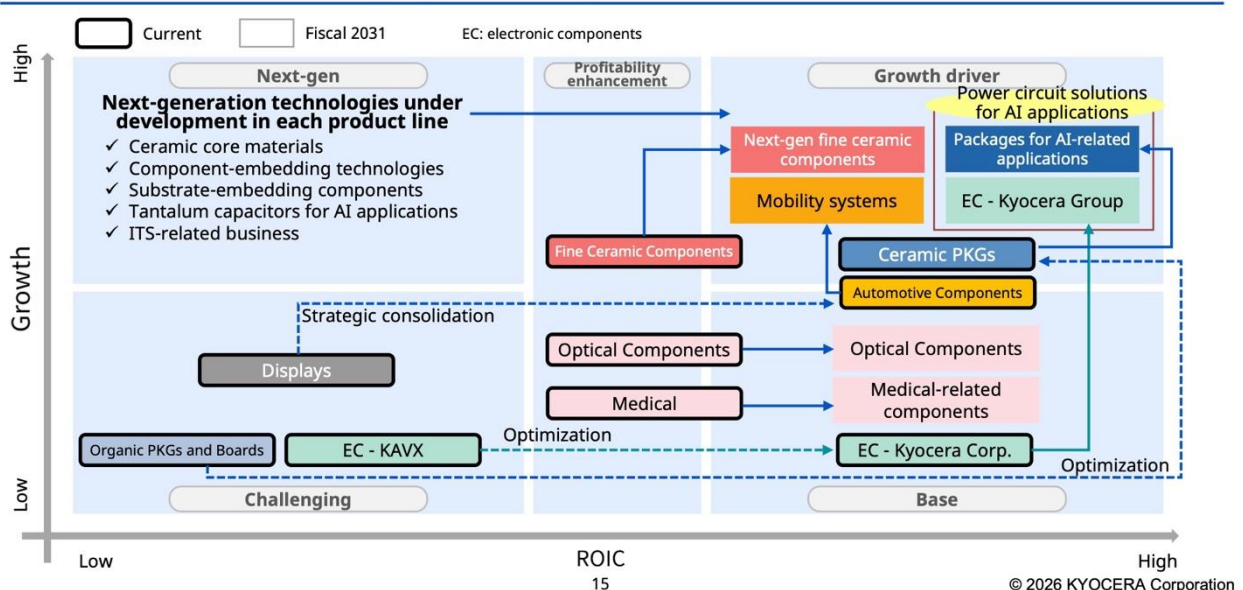 Current
Fiscal 2031
EC: electronic components
High
Growth
Low
Next-gen
Next-generation technologies under
development in each product line
✓ Ceramic core materials
✓ Component-embedding technologies
✓ Substrate-embedding components
✓ Tantalum capacitors for AI applications
✓ ITS-related business
Profitability
enhancement
Growth driver
Power circuit solutions
for AI applications
Next-gen fine ceramic
components
Packages for AI-related
applications
Mobility systems
EC - Kyocera Group
Fine Ceramic Components
Ceramic PKGs
Automotive Components
Strategic consolidation
Displays
Optical Components
Optical Components
Medical
Medical-related
components
Organic PKGs and Boards
EC - KAVX
Optimization
EC - Kyocera Corp.
Optimization
Challenging
Base
Low
ROIC
High
15
© 2026 KYOCERA Corporation